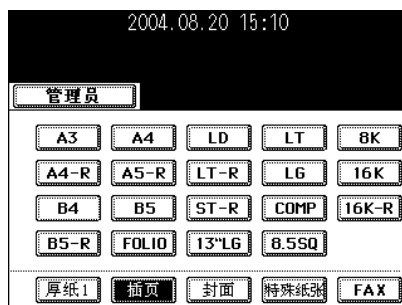 2004.08.20 15:10
管理员
A3 A4 LD LT 8K
A4-R A5-R LT-R LG 16K
B4 B5 ST-R COMP 16K-R
B5-R FOLIO 13"LG 8.5SQ
厚纸1 插页 封面 特殊纸张 FAX